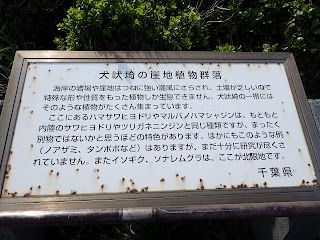 犬吠埼の崖地植物群落
海岸の崖場や崖地はつねに強い潮風にさらされ、土壌が乏しいので
特殊な形や性質をもった植物しか生育できません。犬吠埼の一帯には
そのような植物がたくさん集まっています。
ここにあるハマサワヒヨドリやマルバノハマシャジンは、もともと
内陸のサワヒヨドリやツリガネニンジンと同じ種類ですが、まったく
別物ではないかと思うほどの特色があります。ほかにもこのような例
（ノアザミ、タンポポなど）はありますが、まだ十分に研究が尽くさ
れていません。またイソギク、ソナレムグラは、ここが北限地です。
千葉県